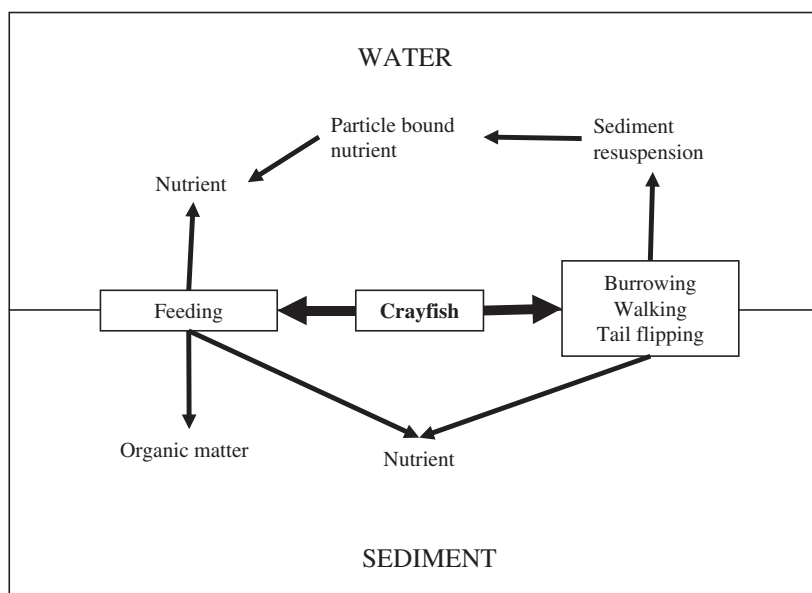 WATER
Particle bound
nutrient
Sediment
resuspension
Nutrient
Feeding
Crayfish
Burrowing
Walking
Tail flipping
Organic matter
Nutrient
SEDIMENT